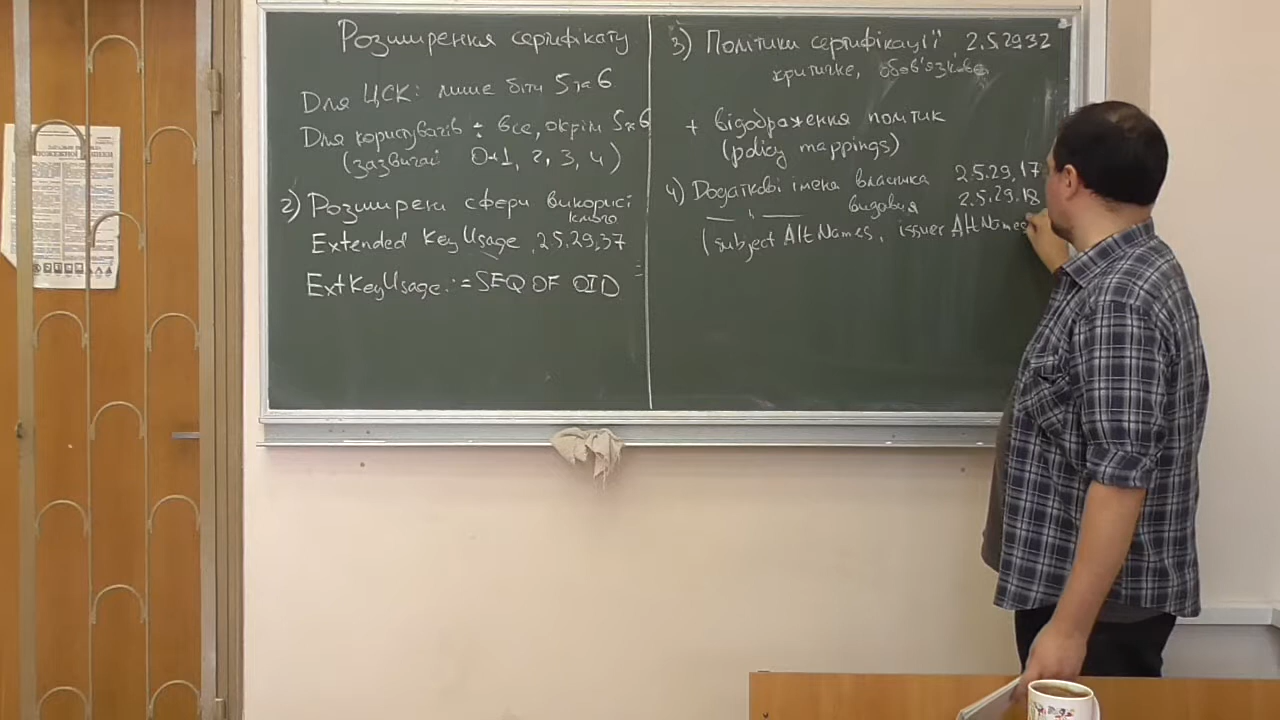 Розширення сертифікату
Для ЦСК: лише біти 5 та 6
Для користувачів : все, окрім 5 та 6
(зазвичай 0+1, 2, 3, 4)
2) Розширені сфери використ
Extended KeyUsage, 2.5.29.37
ExtKeyUsage ::= SEQ OF OID
3) Політики сертифікації, 2.5.29.32
критичне, обов'язкове
+ відображення політик
(policy mappings)
4) Додаткові імена власника 2.5.29.17
видавця 2.5.29.18
(subject Alt Names, issuer Alt Names